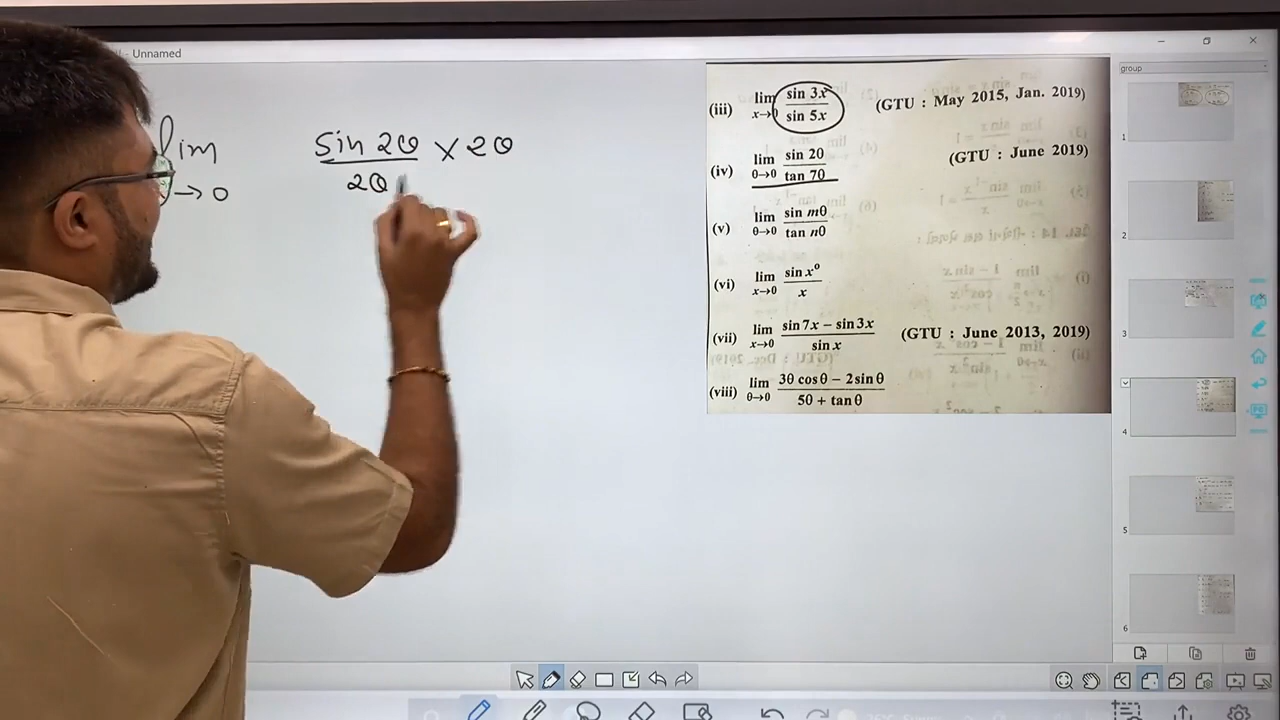 Unnamed
lim sin 2θ × 2θ
→ 0 2θ
(iii) lim x→0 sin 3x / sin 5x (GTU : May 2015, Jan. 2019)
(iv) lim θ→0 sin 2θ / tan 7θ (GTU : June 2019)
(v) lim θ→0 sin mθ / tan nθ
(vi) lim x→0 sin x° / x
(vii) lim x→0 sin 7x – sin 3x / sin x (GTU : June 2013, 2019)
(viii) lim θ→0 3θ cos θ – 2 sin θ / 5θ + tan θ
group
1
2
3
4
5
6